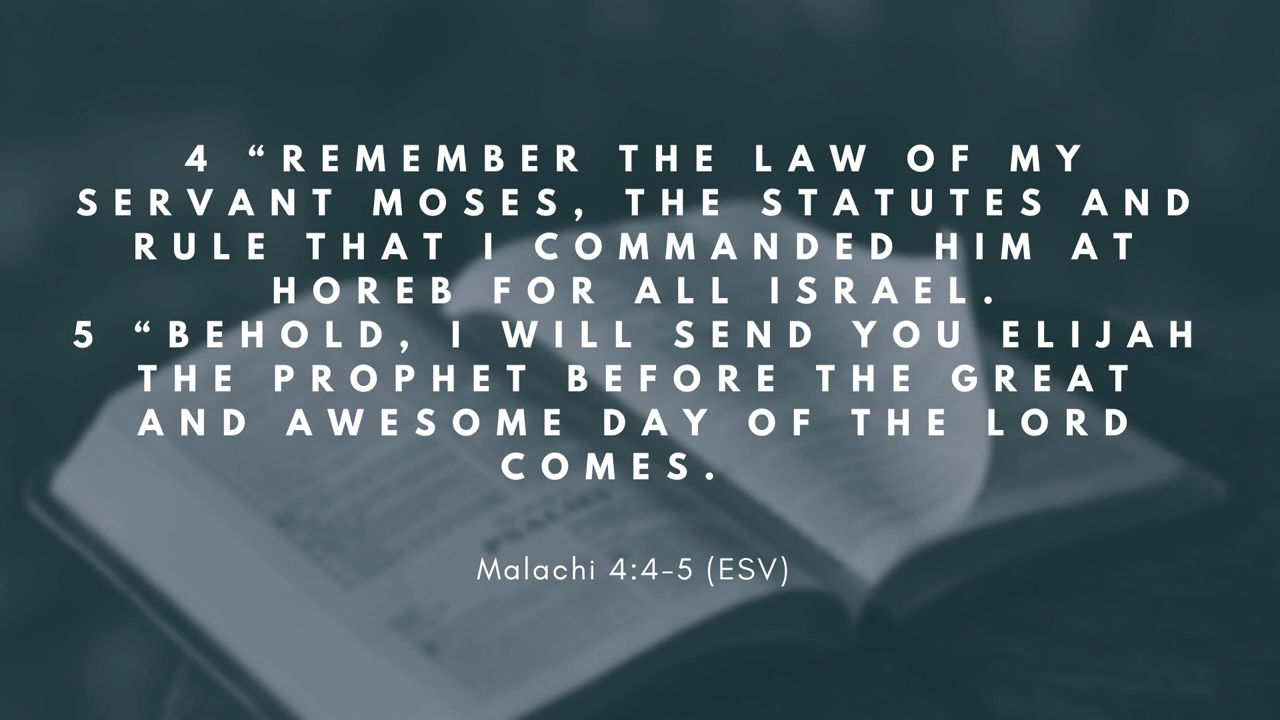 4 “REMEMBER THE LAW OF MY
SERVANT MOSES, THE STATUTES AND
RULE THAT I COMMANDED HIM AT
HOREB FOR ALL ISRAEL.
5 “BEHOLD, I WILL SEND YOU ELIJAH
THE PROPHET BEFORE THE GREAT
AND AWESOME DAY OF THE LORD
COMES.
Malachi 4:4-5 (ESV)